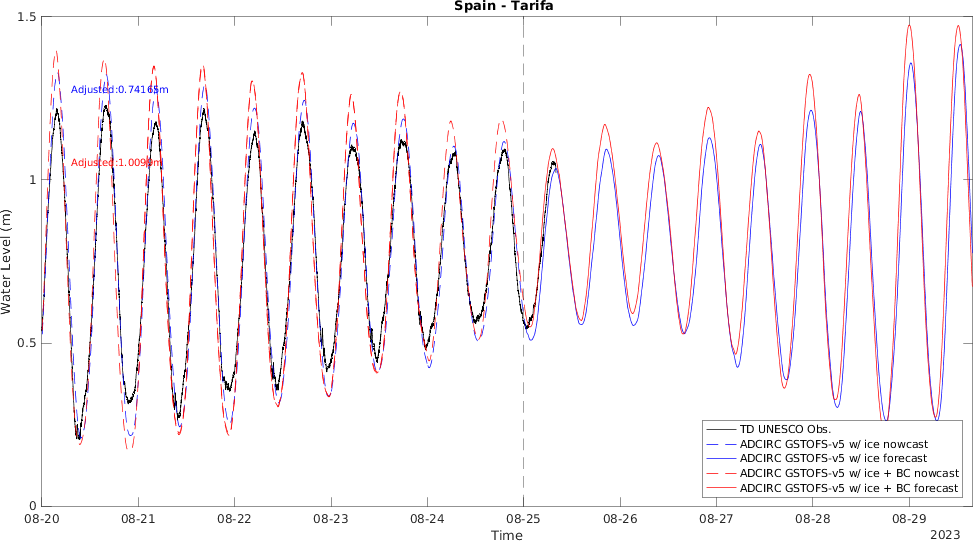 Spain - Tarifa
1.5
Adjusted:0.74165m
Adjusted:1.0090m
1
Water Level (m)
0.5
TD UNESCO Obs.
ADCIRC GSTOFS-v5 w/ ice nowcast
ADCIRC GSTOFS-v5 w/ ice forecast
ADCIRC GSTOFS-v5 w/ ice + BC nowcast
ADCIRC GSTOFS-v5 w/ ice + BC forecast
0
08-20 08-21 08-22 08-23 08-24 08-25 08-26 08-27 08-28 08-29
Time
2023